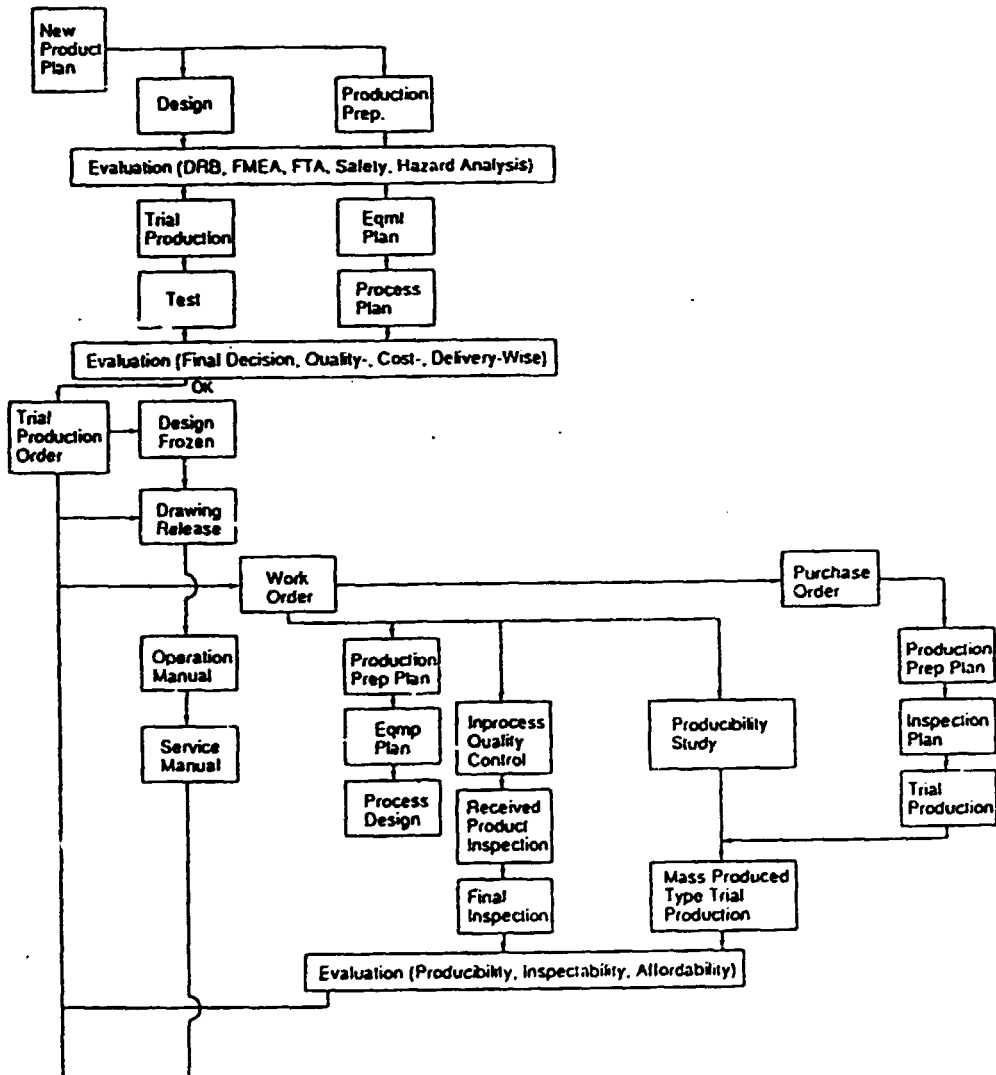 New
Product
Plan
Design
Production
Prep.
Evaluation (DRB, FMEA, FTA, Safety, Hazard Analysis)
Trial
Production
Eqmt
Plan
Test
Process
Plan
Evaluation (Final Decision, Quality-, Cost-, Delivery-Wise)
OK
Trial
Production
Order
Design
Frozen
Drawing
Release
Work
Order
Purchase
Order
Operation
Manual
Production
Prep Plan
Production
Prep Plan
Service
Manual
Eqmp
Plan
Inprocess
Quality
Control
Producibility
Study
Inspection
Plan
Process
Design
Received
Product
Inspection
Trial
Production
Final
Inspection
Mass Produced
Type Trial
Production
Evaluation (Producibility, Inspectability, Affordability)